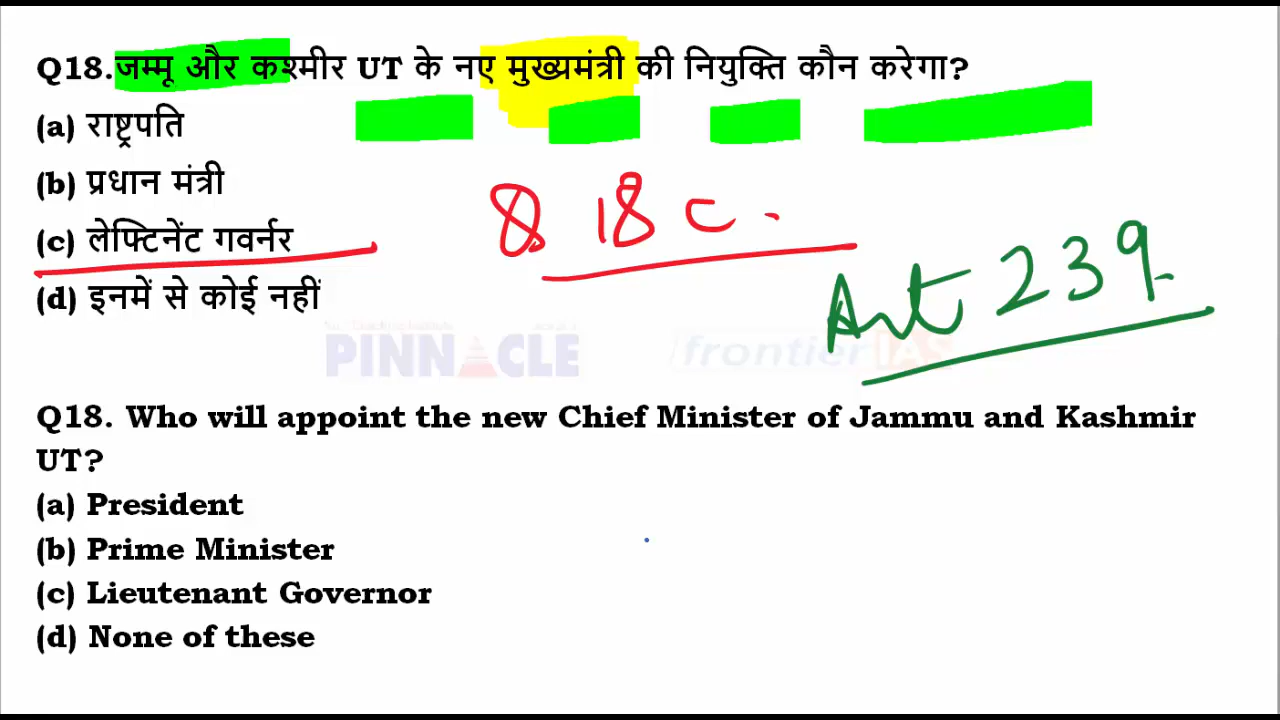 Q18.जम्मू और कश्मीर UT के नए मुख्यमंत्री की नियुक्ति कौन करेगा?
(a) राष्ट्रपति
(b) प्रधान मंत्री
(c) लेफ्टिनेंट गवर्नर
(d) इनमें से कोई नहीं
8. 18 c
Art 239
PINNACLE
frontier IAS
Q18. Who will appoint the new Chief Minister of Jammu and Kashmir
UT?
(a) President
(b) Prime Minister
(c) Lieutenant Governor
(d) None of these